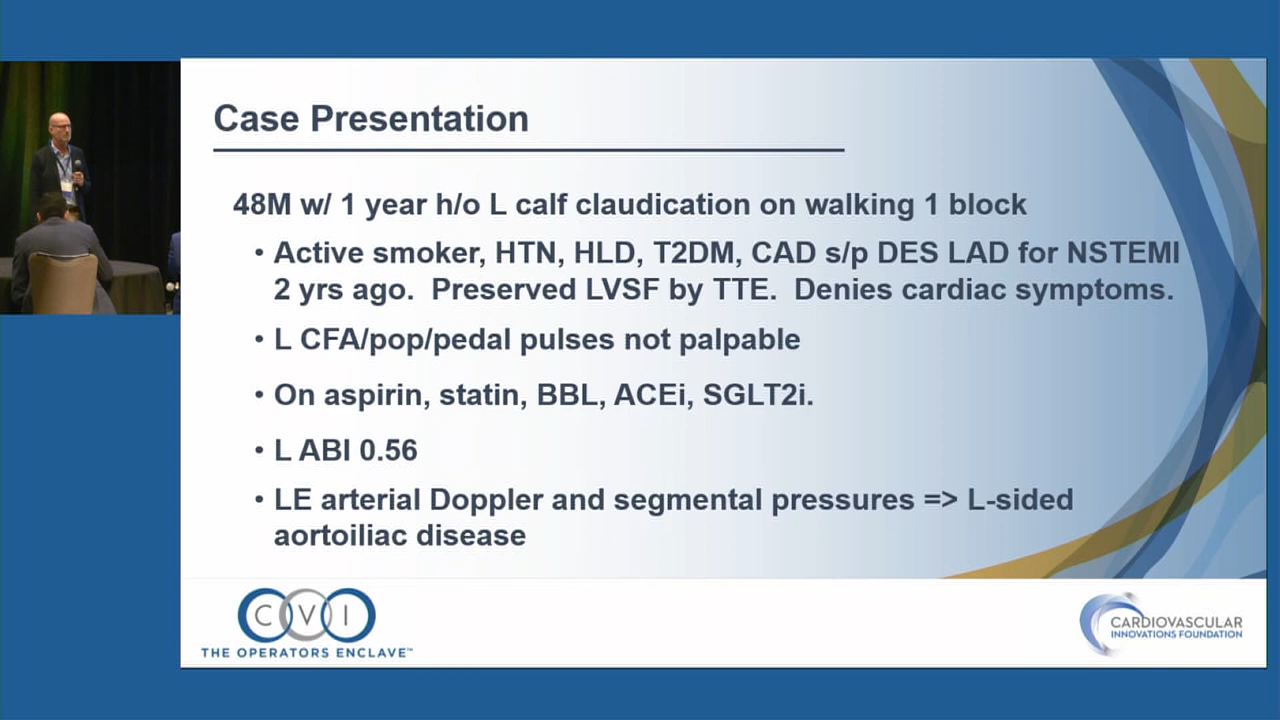 Case Presentation
48M w/ 1 year h/o L calf claudication on walking 1 block
• Active smoker, HTN, HLD, T2DM, CAD s/p DES LAD for NSTEMI
2 yrs ago.  Preserved LVSF by TTE.  Denies cardiac symptoms.
• L CFA/pop/pedal pulses not palpable
• On aspirin, statin, BBL, ACEi, SGLT2i.
• L ABI 0.56
• LE arterial Doppler and segmental pressures => L-sided
aortoiliac disease
CVI
THE OPERATORS ENCLAVE™
CARDIOVASCULAR
INNOVATIONS FOUNDATION